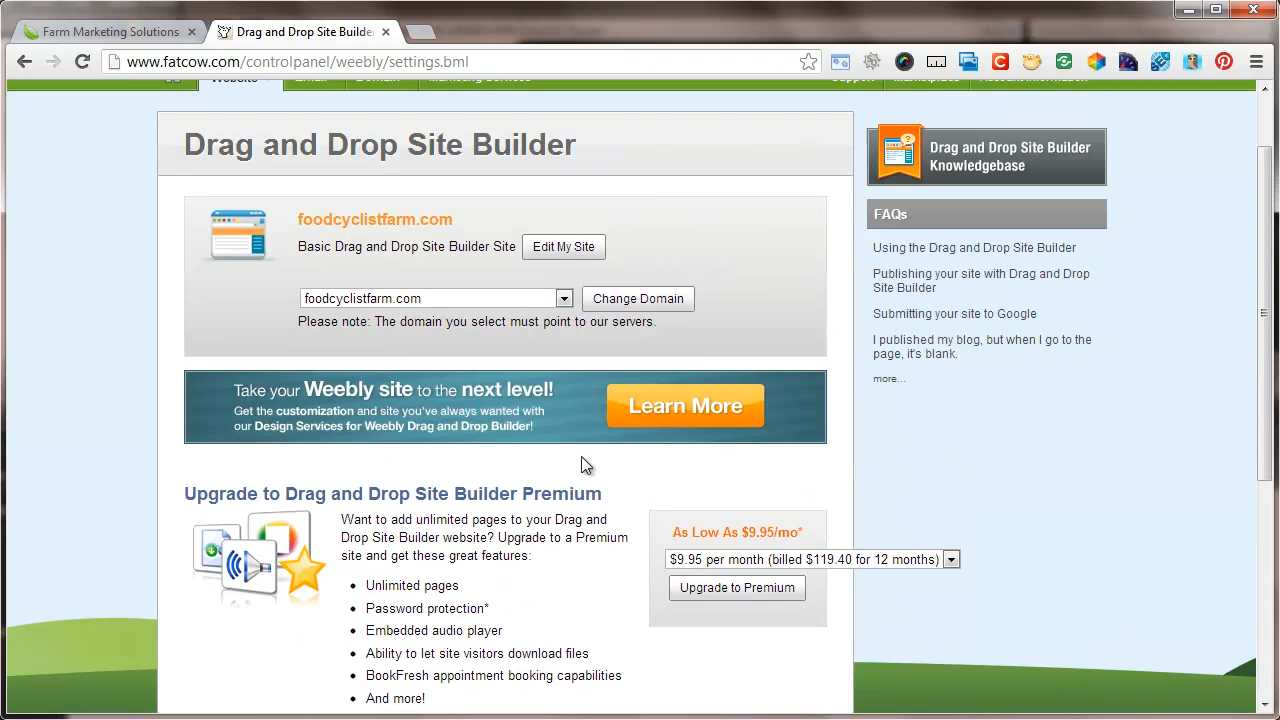 Farm Marketing Solutions
Drag and Drop Site Builde
www.fatcow.com/controlpanel/weebly/settings.bml
Website
Drag and Drop Site Builder
foodcyclistfarm.com
Basic Drag and Drop Site Builder Site Edit My Site
foodcyclistfarm.com Change Domain
Please note: The domain you select must point to our servers.
Take your Weebly site to the next level!
Get the customization and site you've always wanted with
our Design Services for Weebly Drag and Drop Builder!
Learn More
Upgrade to Drag and Drop Site Builder Premium
Want to add unlimited pages to your Drag and
Drop Site Builder website? Upgrade to a Premium
site and get these great features:
• Unlimited pages
• Password protection*
• Embedded audio player
• Ability to let site visitors download files
• BookFresh appointment booking capabilities
• And more!
As Low As $9.95/mo*
$9.95 per month (billed $119.40 for 12 months)
Upgrade to Premium
Drag and Drop Site Builder
Knowledgebase
FAQs
Using the Drag and Drop Site Builder
Publishing your site with Drag and Drop
Site Builder
Submitting your site to Google
I published my blog, but when I go to the
page, it's blank.
more...